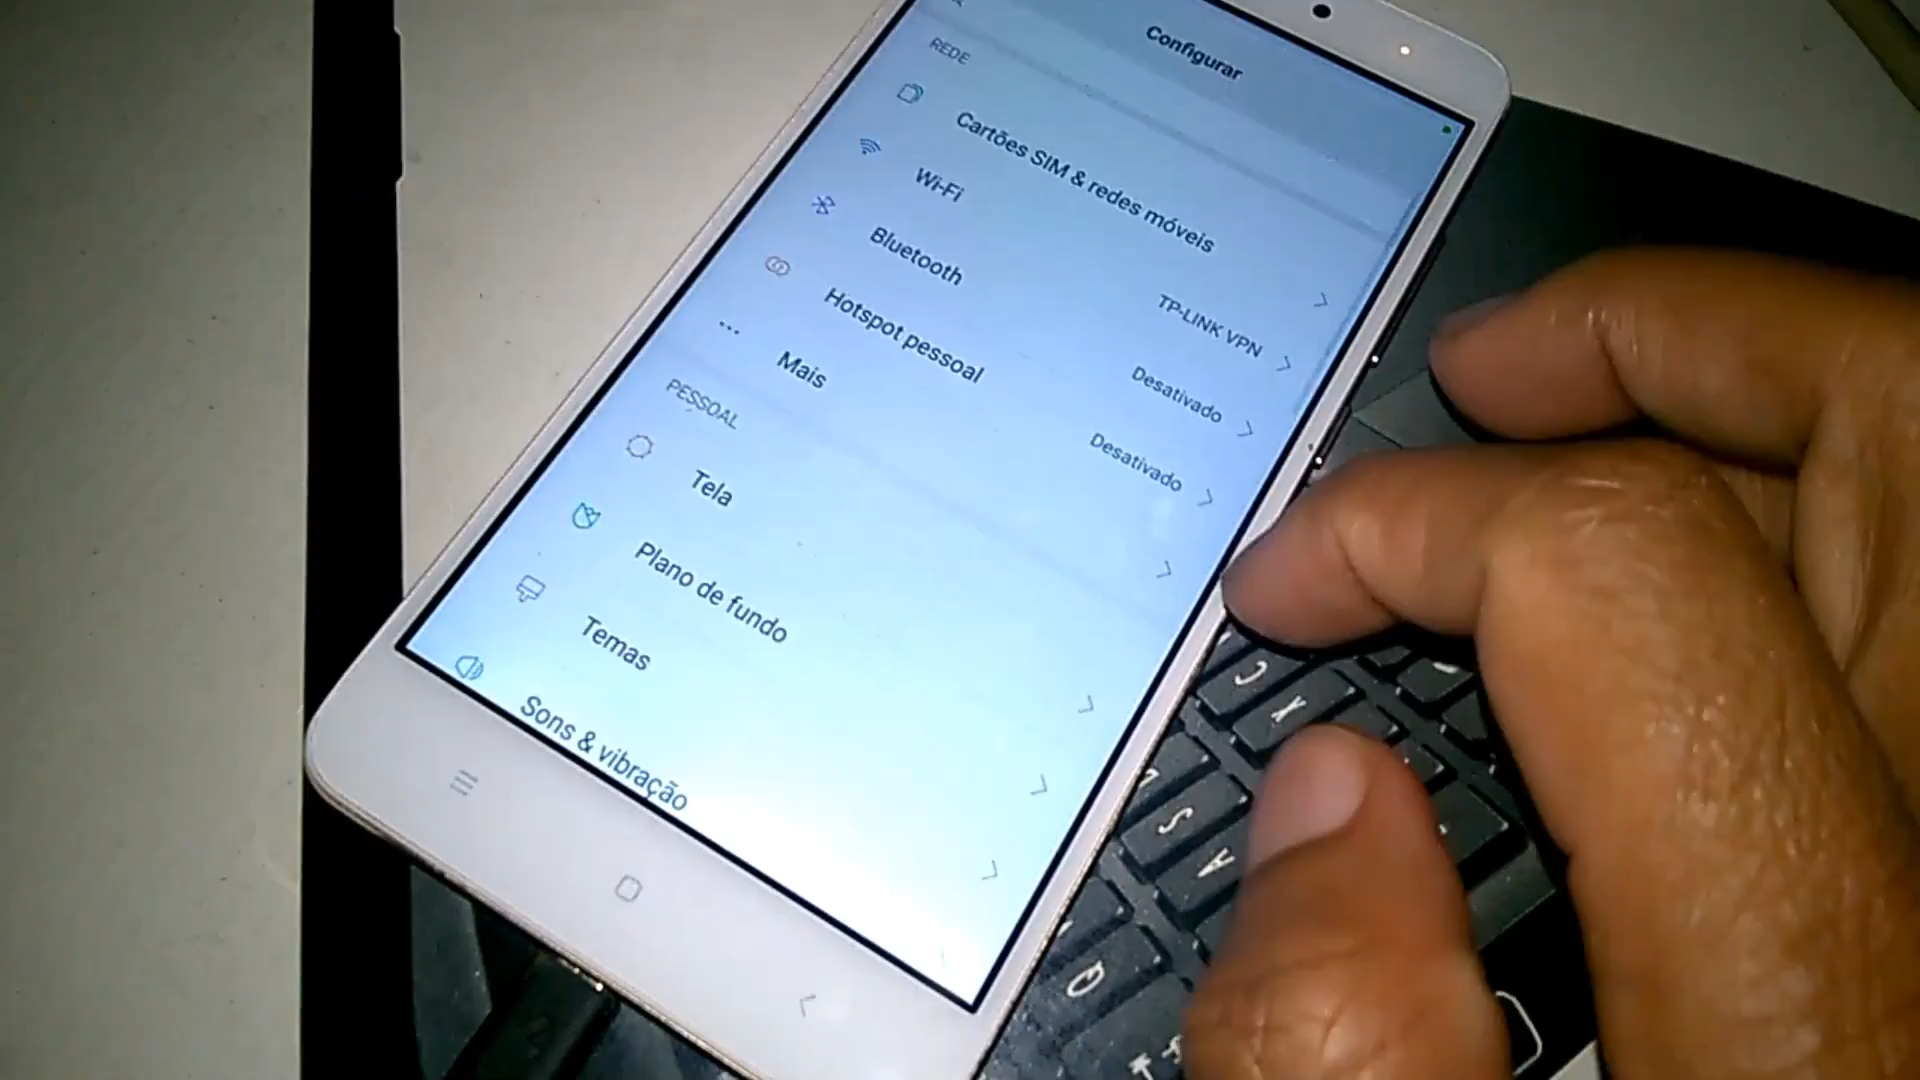 Configurar
REDE
Cartões SIM & redes móveis
Wi-Fi TP-LINK VPN
Bluetooth Desativado
Hotspot pessoal Desativado
Mais
PESSOAL
Tela
Plano de fundo
Temas
Sons & vibração
C
X
S
A
Q